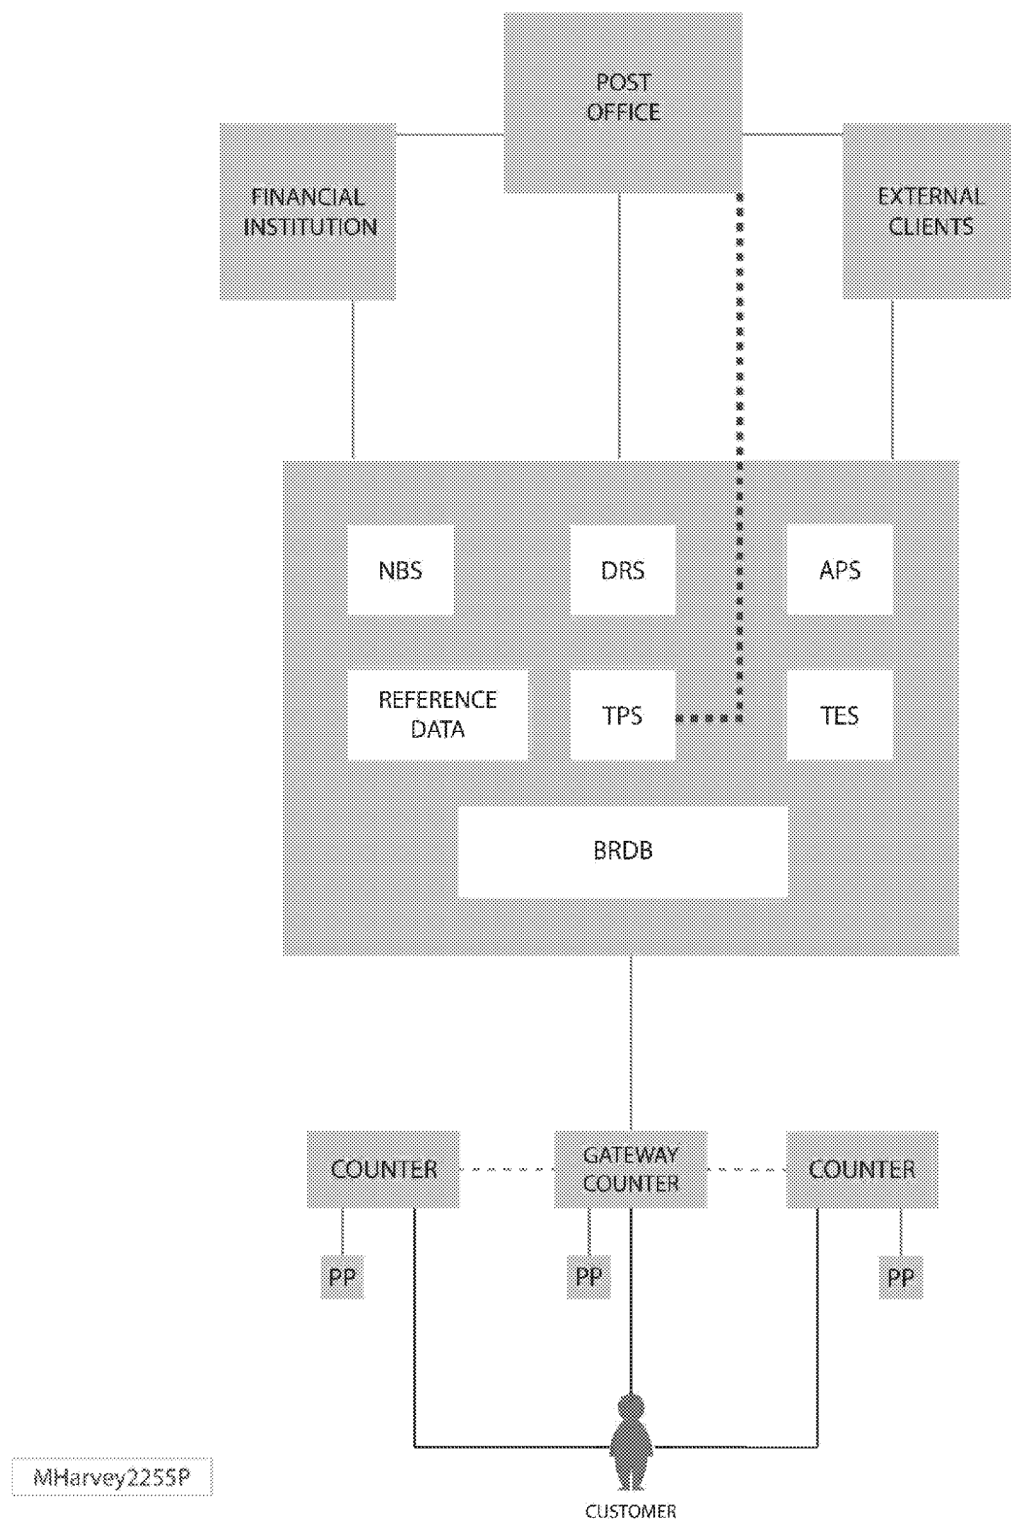 POST
OFFICE
FINANCIAL
INSTITUTION
EXTERNAL
CLIENTS
NBS
DRS
APS
REFERENCE
DATA
TPS
TES
BRDB
COUNTER
GATEWAY
COUNTER
COUNTER
PP
PP
PP
MHarvey2255P
CUSTOMER